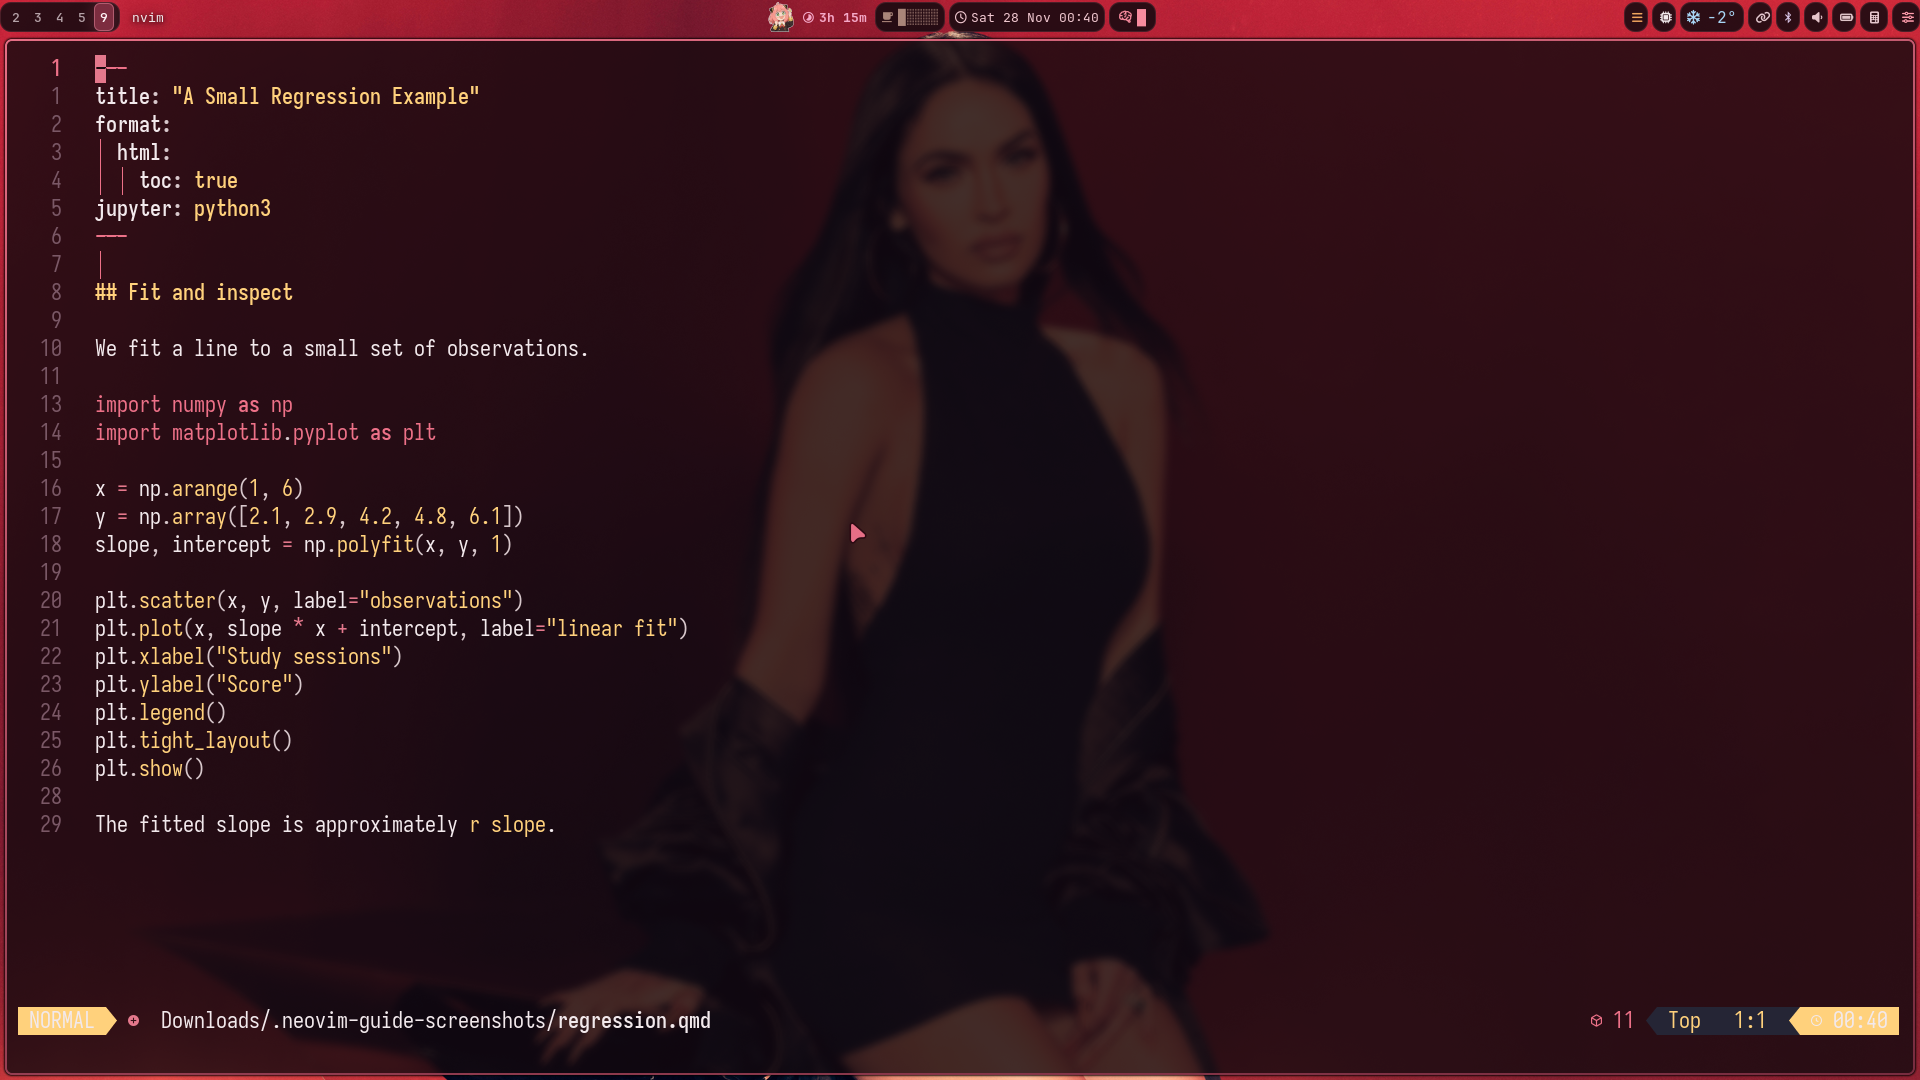 2 3 4 5 9 nvim 3h 15m Sat 28 Nov 00:40 -2°
1 ---
1 title: "A Small Regression Example"
2 format:
3 html:
4 toc: true
5 jupyter: python3
6 ---
7
8 ## Fit and inspect
9
10 We fit a line to a small set of observations.
11
13 import numpy as np
14 import matplotlib.pyplot as plt
15
16 x = np.arange(1, 6)
17 y = np.array([2.1, 2.9, 4.2, 4.8, 6.1])
18 slope, intercept = np.polyfit(x, y, 1)
19
20 plt.scatter(x, y, label="observations")
21 plt.plot(x, slope * x + intercept, label="linear fit")
22 plt.xlabel("Study sessions")
23 plt.ylabel("Score")
24 plt.legend()
25 plt.tight_layout()
26 plt.show()
28
29 The fitted slope is approximately r slope.
NORMAL Downloads/.neovim-guide-screenshots/regression.qmd 11 Top 1:1 00:40